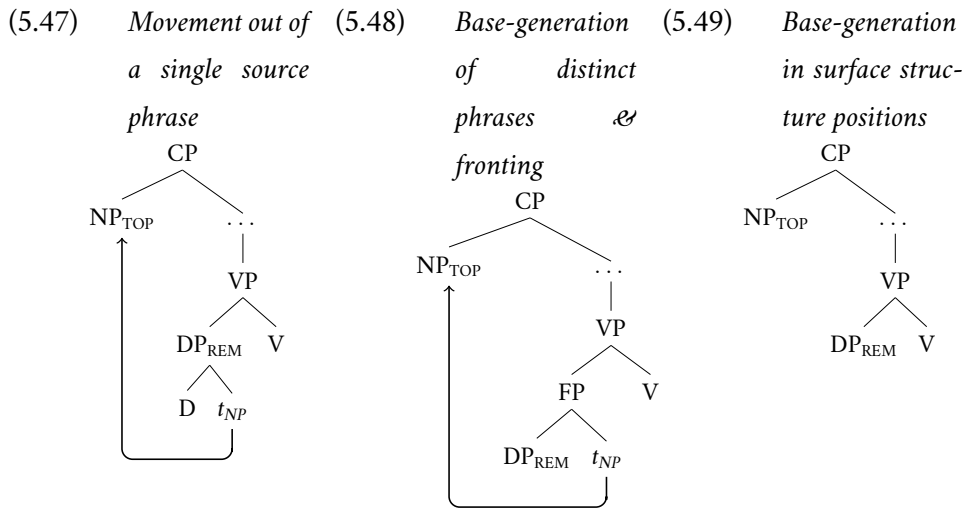 (5.47) Movement out of
a single source
phrase
CP
NP_TOP
. . .
VP
DP_REM V
D t_NP
(5.48) Base-generation
of distinct
phrases &
fronting
CP
NP_TOP
. . .
VP
FP V
DP_REM t_NP
(5.49) Base-generation
in surface struc-
ture positions
CP
NP_TOP
. . .
VP
DP_REM V